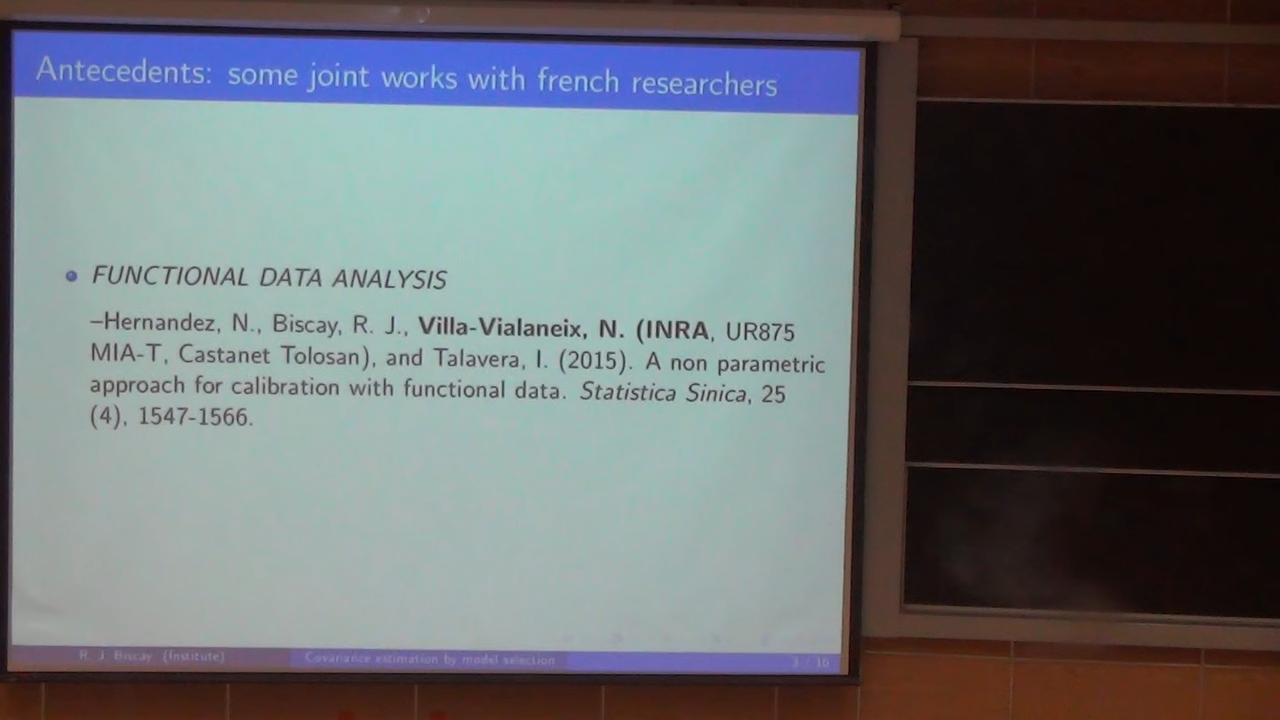 Antecedents: some joint works with french researchers
FUNCTIONAL DATA ANALYSIS
–Hernandez, N., Biscay, R. J., Villa-Vialaneix, N. (INRA, UR875
MIA-T, Castanet Tolosan), and Talavera, I. (2015). A non parametric
approach for calibration with functional data. Statistica Sinica, 25
(4), 1547-1566.
R. J. Biscay (Institute) Covariance estimation by model selection 3 / 16